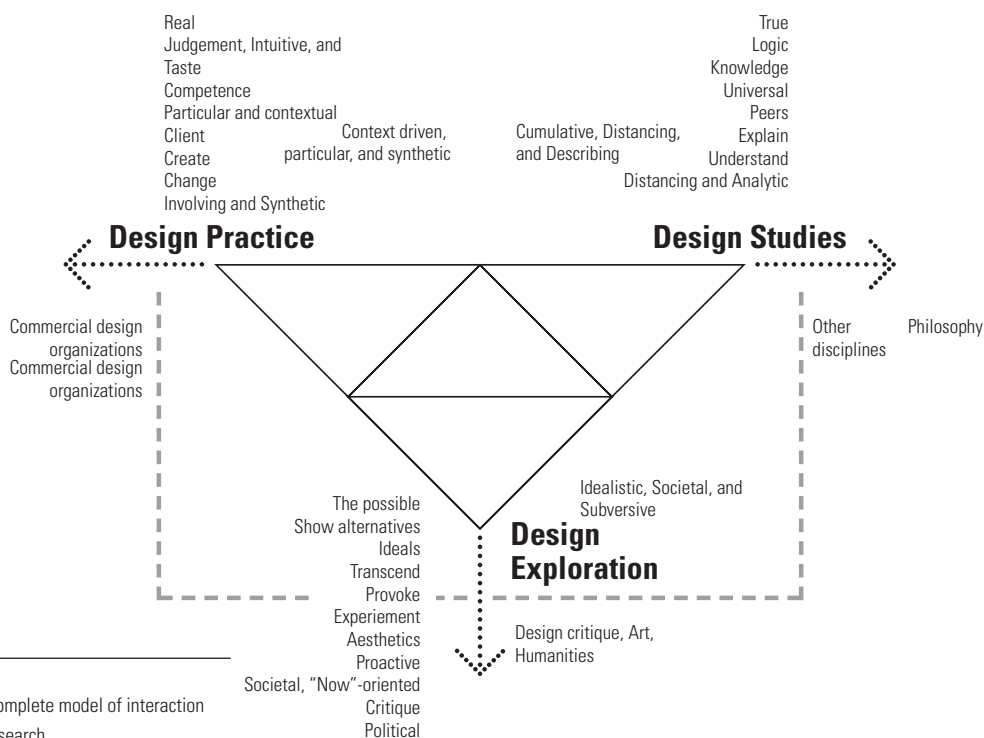 Real
Judgement, Intuitive, and
Taste
Competence
Particular and contextual
Client
Create
Change
Involving and Synthetic
Context driven,
particular, and synthetic
True
Logic
Knowledge
Universal
Peers
Explain
Understand
Distancing and Analytic
Cumulative, Distancing,
and Describing
Design Practice
Design Studies
Commercial design
organizations
Commercial design
organizations
Other
disciplines
Philosophy
Idealistic, Societal, and
Subversive
Design
Exploration
The possible
Show alternatives
Ideals
Transcend
Provoke
Experiement
Aesthetics
Proactive
Societal, "Now"-oriented
Critique
Political
Design critique, Art,
Humanities
model of interaction